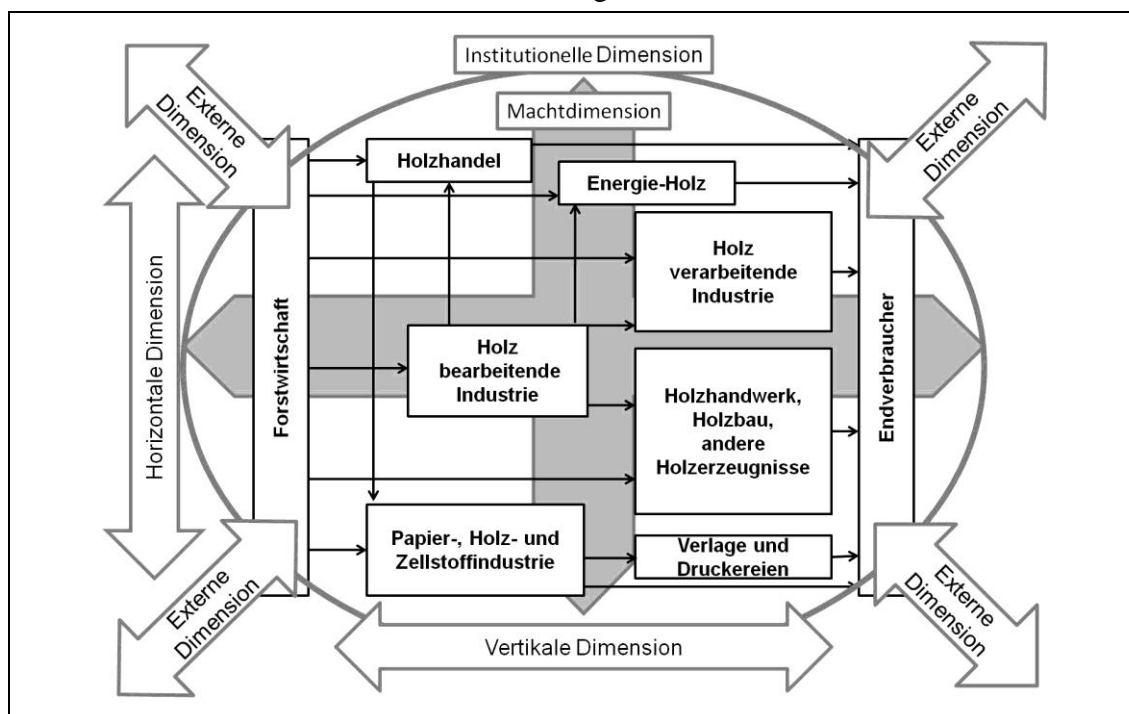 Institutionelle Dimension
Machtdimension
Externe
Dimension
Externe
Dimension
Holzhandel
Energie-Holz
Holz
verarbeitende
Industrie
Horizontale Dimension
Forstwirtschaft
Holz
bearbeitende
Industrie
Holzhandwerk,
Holzbau,
andere
Holzerzeugnisse
Endverbraucher
Papier-, Holz- und
Zellstoffindustrie
Verlage und
Druckereien
Externe
Dimension
Externe
Dimension
Vertikale Dimension